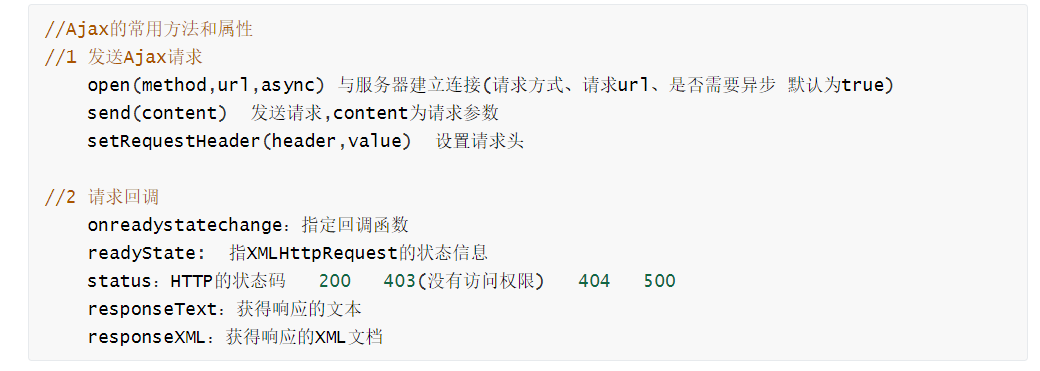 //Ajax的常用方法和属性
//1 发送Ajax请求
open(method,url,async) 与服务器建立连接(请求方式、请求url、是否需要异步 默认为true)
send(content) 发送请求,content为请求参数
setRequestHeader(header,value) 设置请求头
//2 请求回调
onreadystatechange：指定回调函数
readyState: 指XMLHttpRequest的状态信息
status：HTTP的状态码 200 403(没有访问权限) 404 500
responseText：获得响应的文本
responseXML：获得响应的XML文档